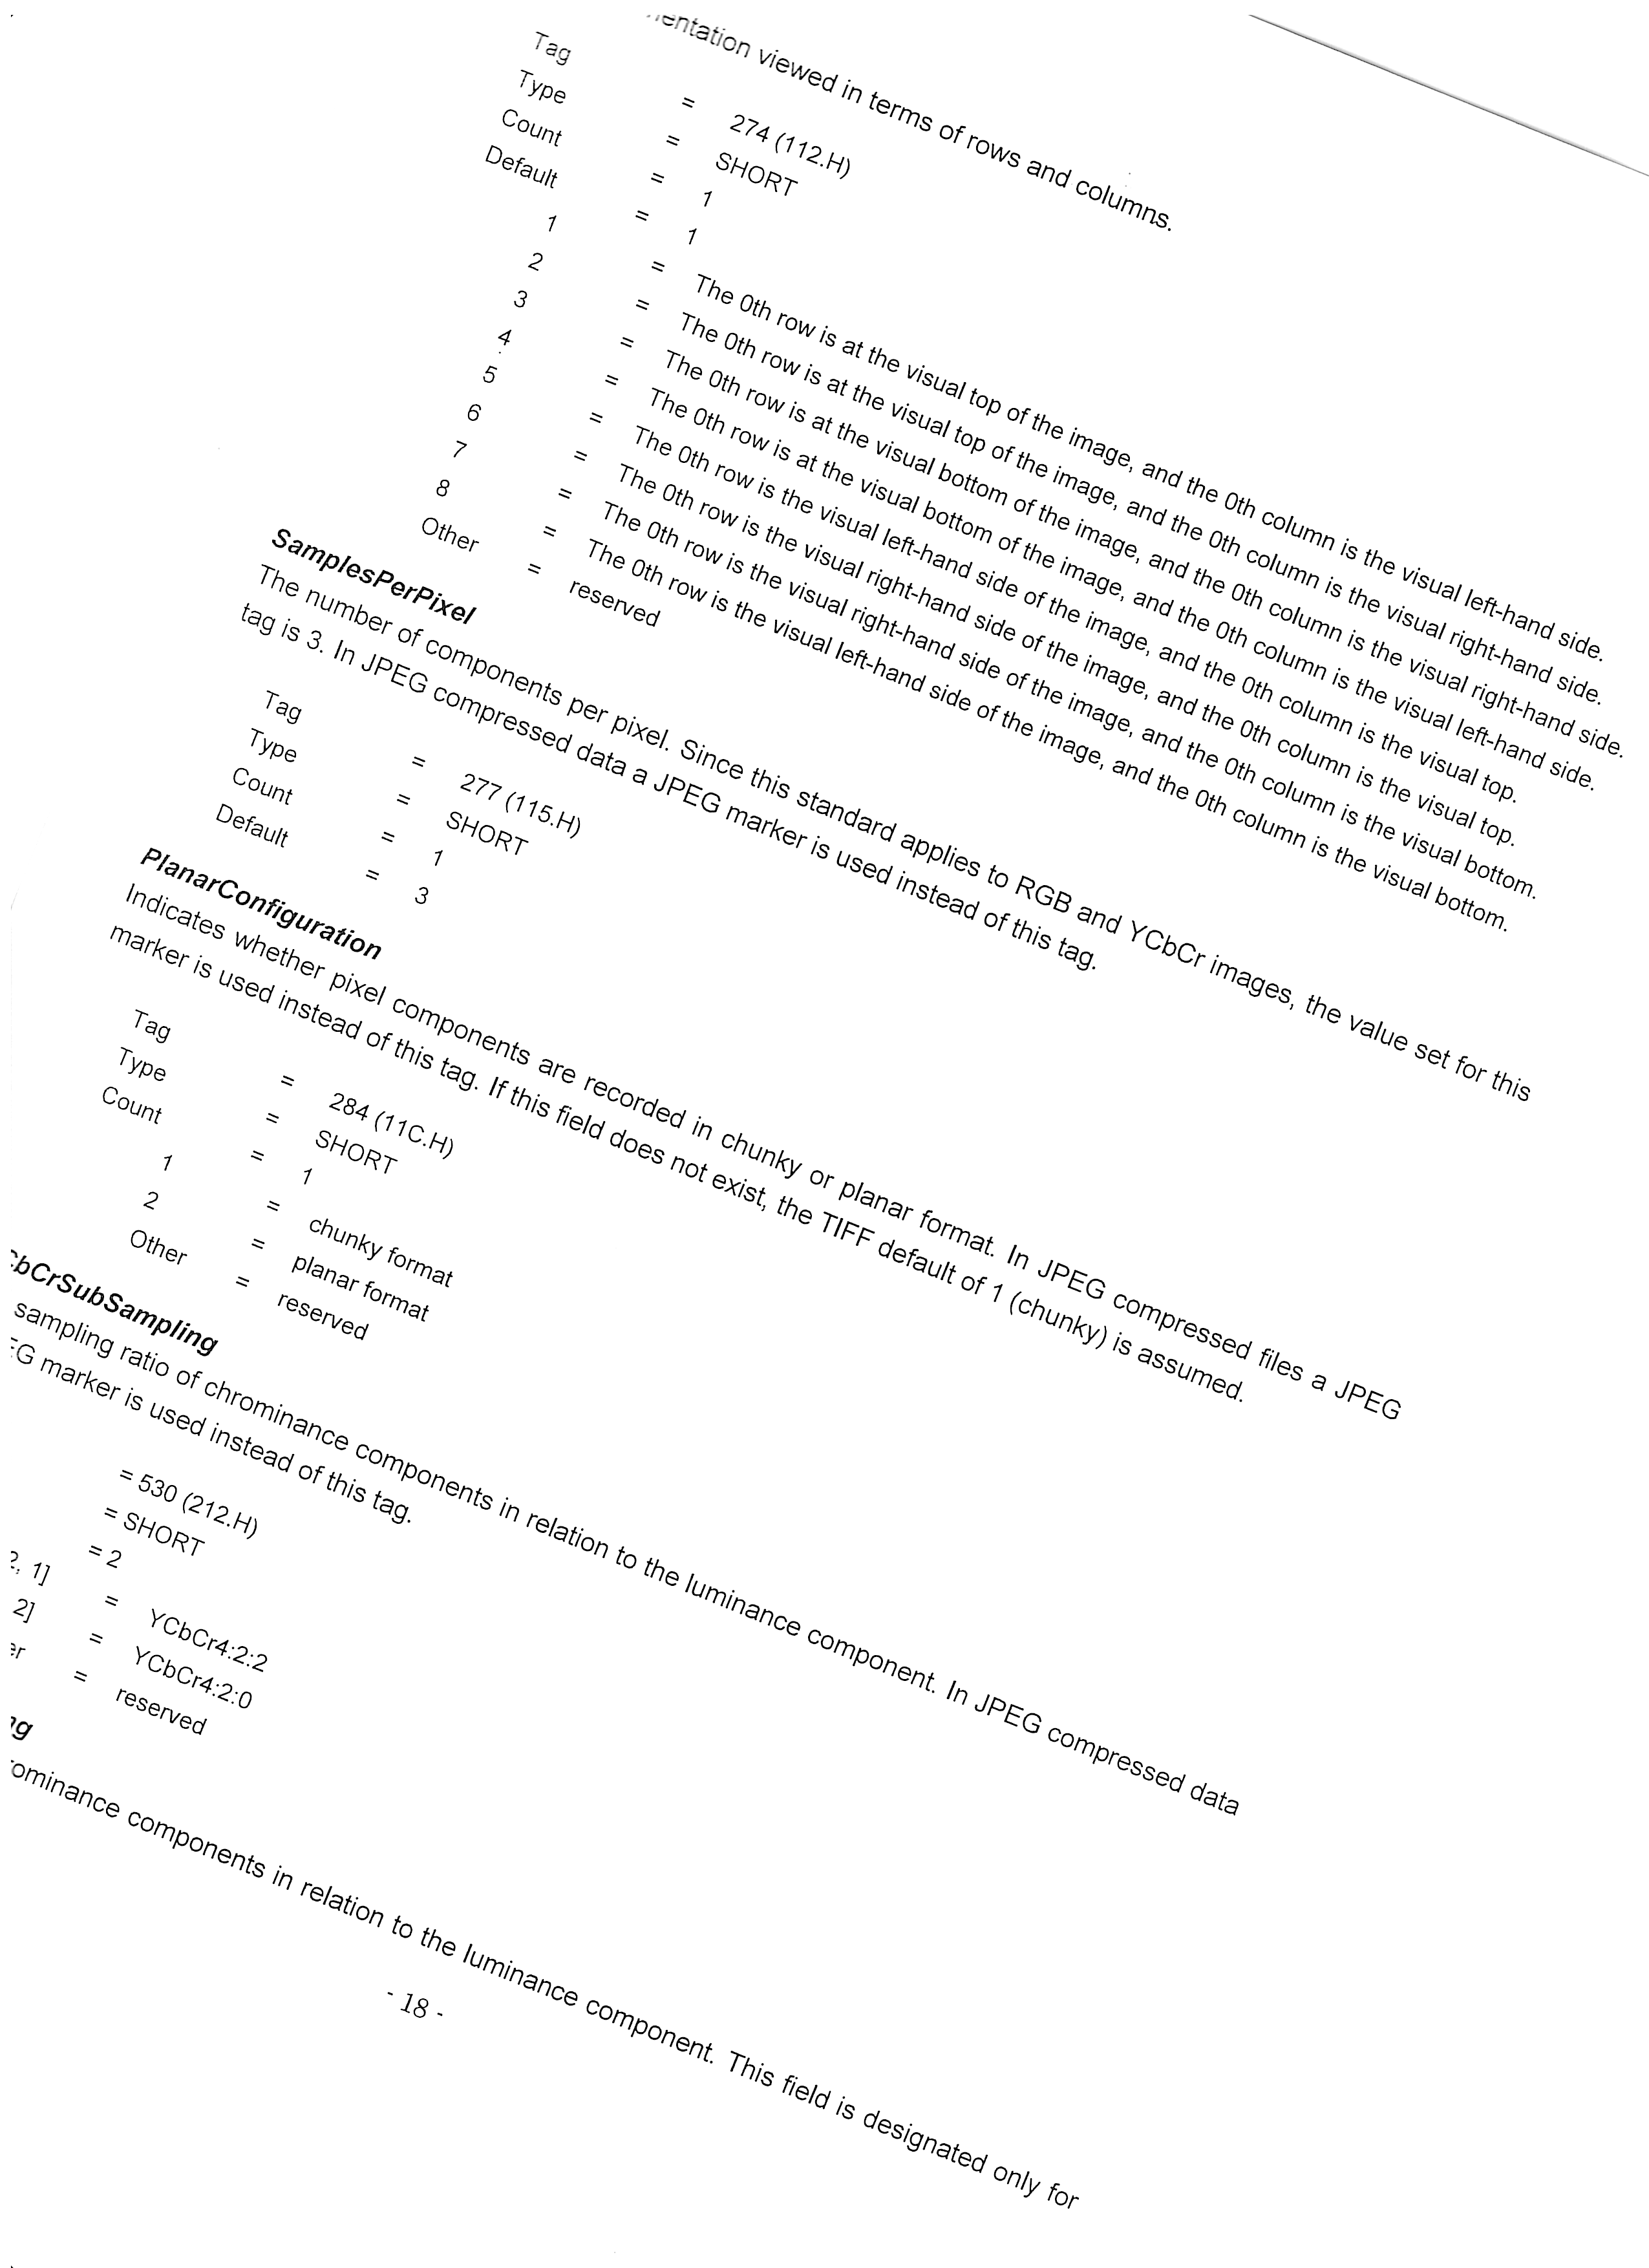 viewed in terms of rows and columns.
Tag = 274 (112.H)
Type = SHORT
Count = 1
Default = 1
1 = The 0th row is at the visual top of the image, and the 0th column is the visual left-hand side.
2 = The 0th row is at the visual top of the image, and the 0th column is the visual right-hand side.
3 = The 0th row is at the visual bottom of the image, and the 0th column is the visual right-hand side.
4 = The 0th row is at the visual bottom of the image, and the 0th column is the visual left-hand side.
5 = The 0th row is the visual left-hand side of the image, and the 0th column is the visual top.
6 = The 0th row is the visual right-hand side of the image, and the 0th column is the visual top.
7 = The 0th row is the visual right-hand side of the image, and the 0th column is the visual bottom.
8 = The 0th row is the visual left-hand side of the image, and the 0th column is the visual bottom.
Other = reserved
SamplesPerPixel
The number of components per pixel. Since this standard applies to RGB and YCbCr images, the value set for this
tag is 3. In JPEG compressed data a JPEG marker is used instead of this tag.
Tag = 277 (115.H)
Type = SHORT
Count = 1
Default = 3
PlanarConfiguration
Indicates whether pixel components are recorded in chunky or planar format. In JPEG compressed files a JPEG
marker is used instead of this tag. If this field does not exist, the TIFF default of 1 (chunky) is assumed.
Tag = 284 (11C.H)
Type = SHORT
Count = 1
1 = chunky format
2 = planar format
Other = reserved
bCrSubSampling
sampling ratio of chrominance components in relation to the luminance component. In JPEG compressed data
EG marker is used instead of this tag.
= 530 (212.H)
= SHORT
= 2
2, 1] = YCbCr4:2:2
2] = YCbCr4:2:0
er = reserved
ng
rominance components in relation to the luminance component. This field is designated only for
- 18 -